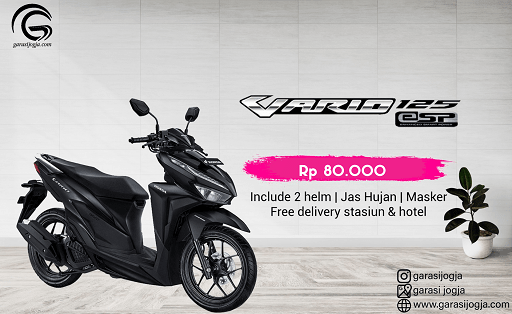 garasijogja.com
VARIO 125
eSP
Rp 80.000
Include 2 helm | Jas Hujan | Masker
Free delivery stasiun & hotel
garasijogja
garasi jogja
www.garasijogja.com